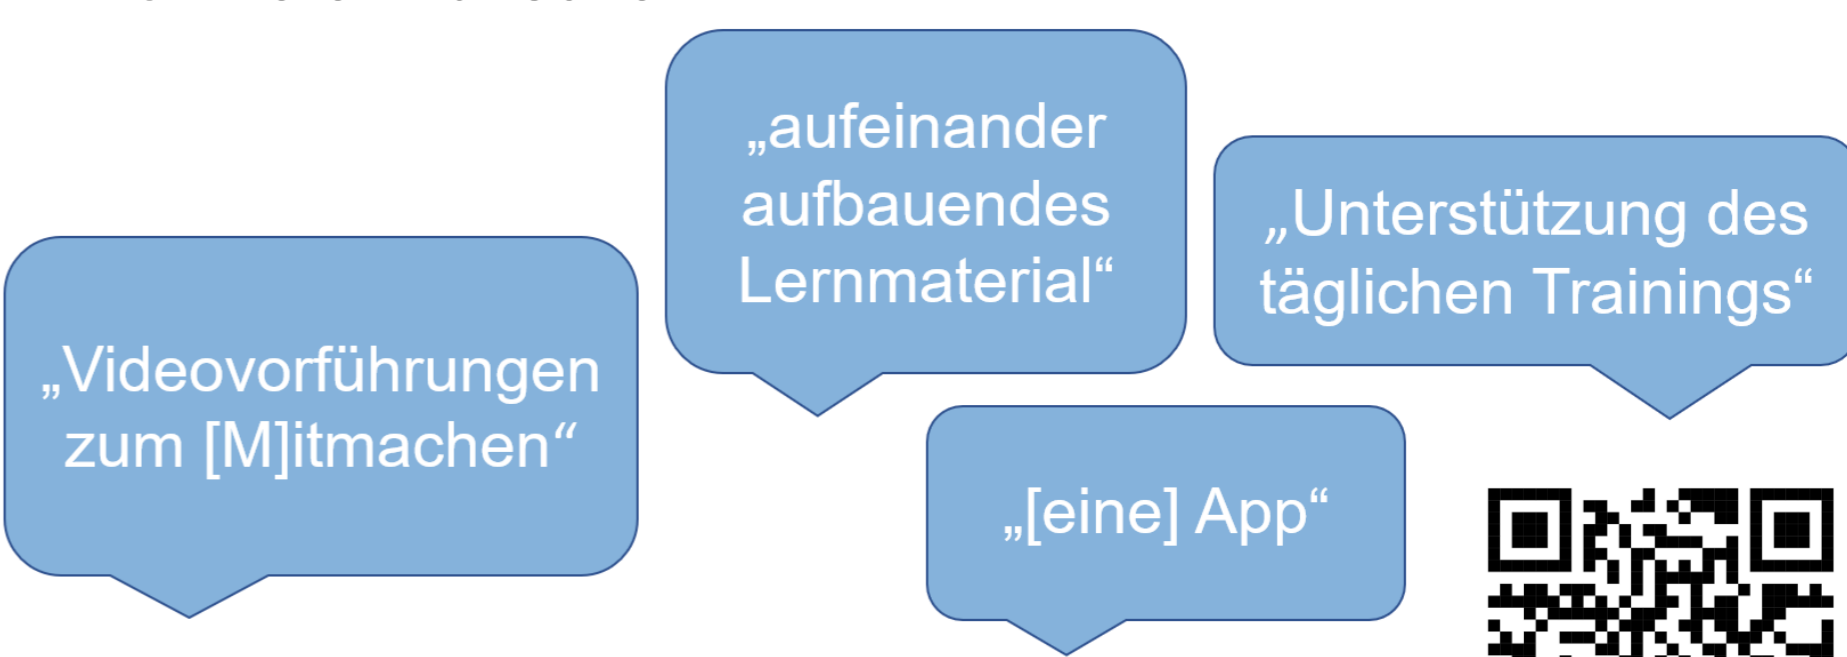 „Videovorführungen
zum [M]itmachen“
„aufeinander
aufbauendes
Lernmaterial“
„Unterstützung des
täglichen Trainings“
„[eine] App“